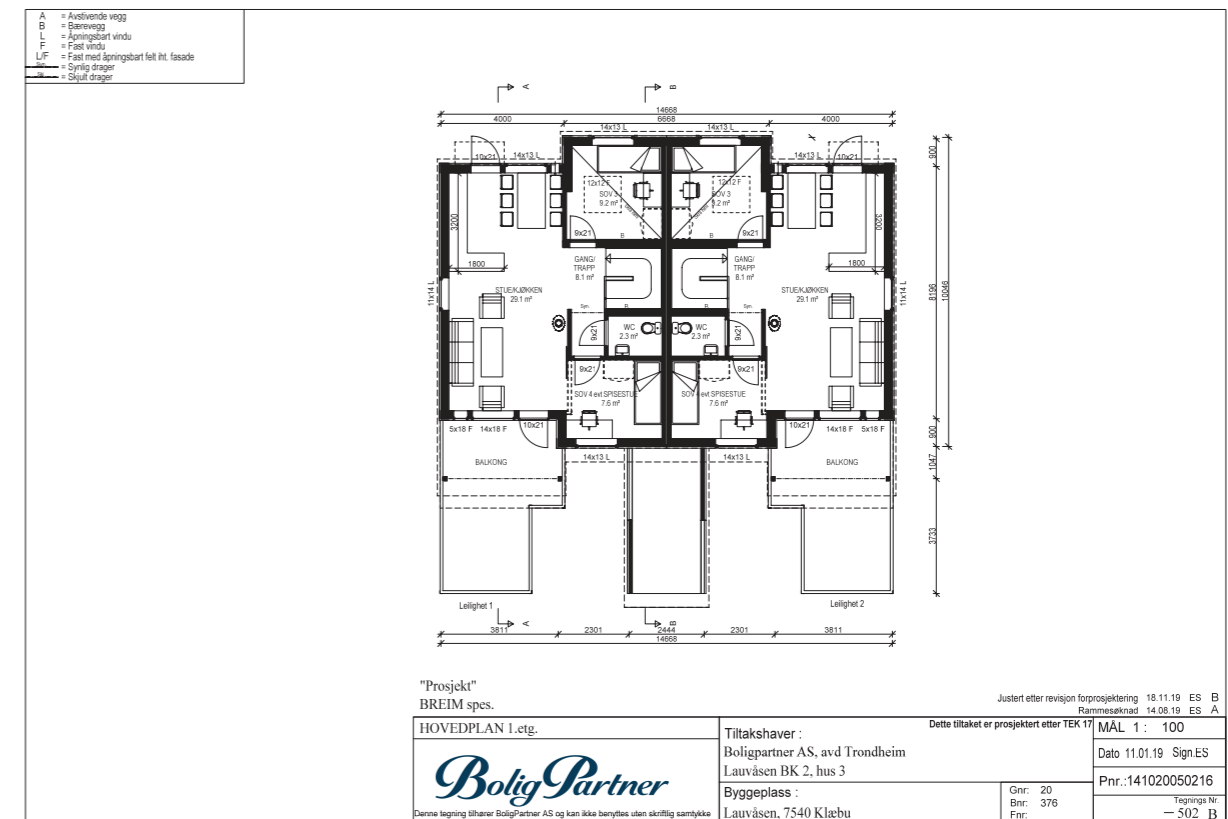 A = Avstivende vegg
B = Bærevegg
L = Åpningsbart vindu
F = Fast vindu
L/F = Fast med åpningsbart felt iht. fasade
Syn. = Synlig drager
Skj. = Skjult drager
A B
14668
4000 6668 4000
14x13 L 14x13 L
10x21 14x13 L 14x13 L 10x21
900
12x12 F 12x12 F
SOV 3 SOV 3
9.2 m² 9.2 m²
3200 3200
9x21 B B 9x21
GANG/ GANG/
TRAPP TRAPP
8.1 m² 8.1 m²
1800 1800
11x14 L 11x14 L
STUE/KJØKKEN STUE/KJØKKEN
29.1 m² 29.1 m²
8196 10046
Syn. B B Syn.
WC WC
2.3 m² 2.3 m²
9x21 9x21
9x21 9x21
SOV 4 evt SPISESTUE SOV 4 evt SPISESTUE
7.6 m² 7.6 m²
5x18 F 14x18 F 10x21 10x21 14x18 F 5x18 F
900
14x13 L 14x13 L
BALKONG BALKONG
1047
3733
Leilighet 1 Leilighet 2
A B
3811 2301 2444 2301 3811
14668
"Prosjekt"
BREIM spes.
Justert etter revisjon forprosjektering 18.11.19 ES B
Rammesøknad 14.08.19 ES A
HOVEDPLAN 1.etg.
BoligPartner
Denne tegning tilhører BoligPartner AS og kan ikke benyttes uten skriftlig samtykke
Dette tiltaket er prosjektert etter TEK 17
Tiltakshaver :
Boligpartner AS, avd Trondheim
Lauvåsen BK 2, hus 3
Byggeplass :
Lauvåsen, 7540 Klæbu
Gnr: 20
Bnr: 376
Fnr:
MÅL 1 : 100
Dato 11.01.19 Sign.ES
Pnr.:141020050216
Tegnings Nr.
—502 B